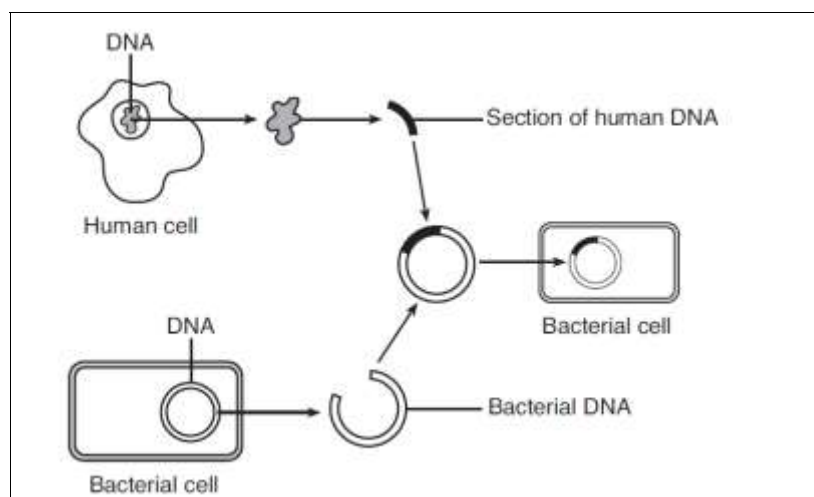 DNA
Section of human DNA
Human cell
DNA
Bacterial cell
Bacterial DNA
Bacterial cell